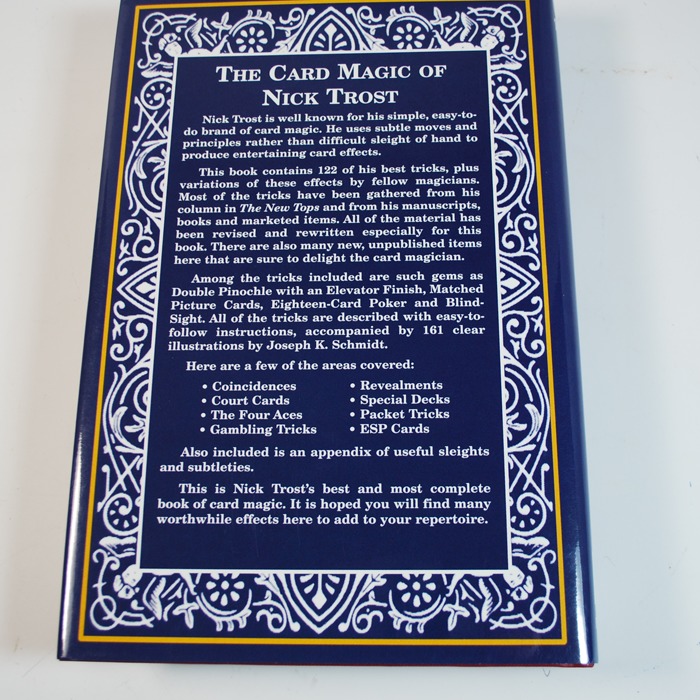 The Card Magic of
Nick Trost
Nick Trost is well known for his simple, easy-to-
do brand of card magic. He uses subtle moves and
principles rather than difficult sleight of hand to
produce entertaining card effects.
This book contains 122 of his best tricks, plus
variations of these effects by fellow magicians.
Most of the tricks have been gathered from his
column in The New Tops and from his manuscripts,
books and marketed items. All of the material has
been revised and rewritten especially for this
book. There are also many new, unpublished items
here that are sure to delight the card magician.
Among the tricks included are such gems as
Double Pinochle with an Elevator Finish, Matched
Picture Cards, Eighteen-Card Poker and Blind-
Sight. All of the tricks are described with easy-to-
follow instructions, accompanied by 161 clear
illustrations by Joseph K. Schmidt.
Here are a few of the areas covered:
• Coincidences
• Court Cards
• The Four Aces
• Gambling Tricks
• Revealments
• Special Decks
• Packet Tricks
• ESP Cards
Also included is an appendix of useful sleights
and subtleties.
This is Nick Trost's best and most complete
book of card magic. It is hoped you will find many
worthwhile effects here to add to your repertoire.